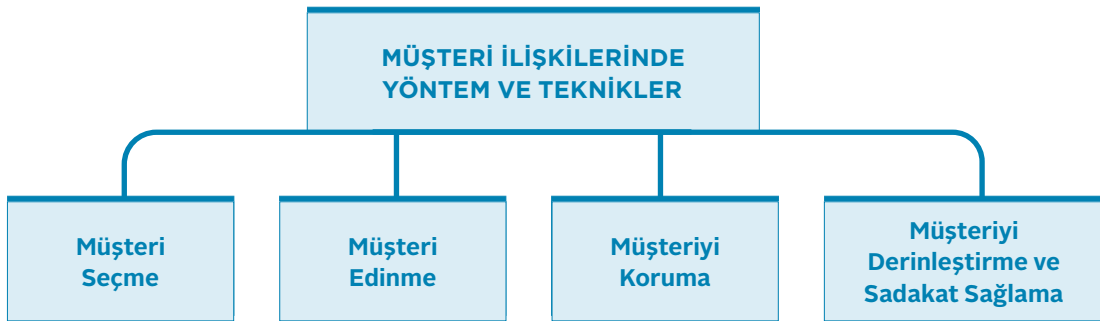 MÜŞTERİ İLİŞKİLERİNDE
YÖNTEM VE TEKNİKLER
Müşteri
Seçme
Müşteri
Edinme
Müşteriyi
Koruma
Müşteriyi
Derinleştirme ve
Sadakat Sağlama